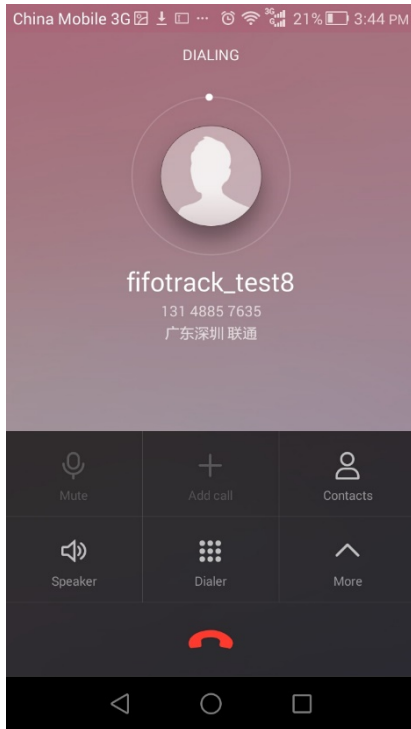 China Mobile 3G ... 3G G 21% 3:44 PM
DIALING
fifotrack_test8
131 4885 7635
广东深圳 联通
Mute Add call Contacts
Speaker Dialer More